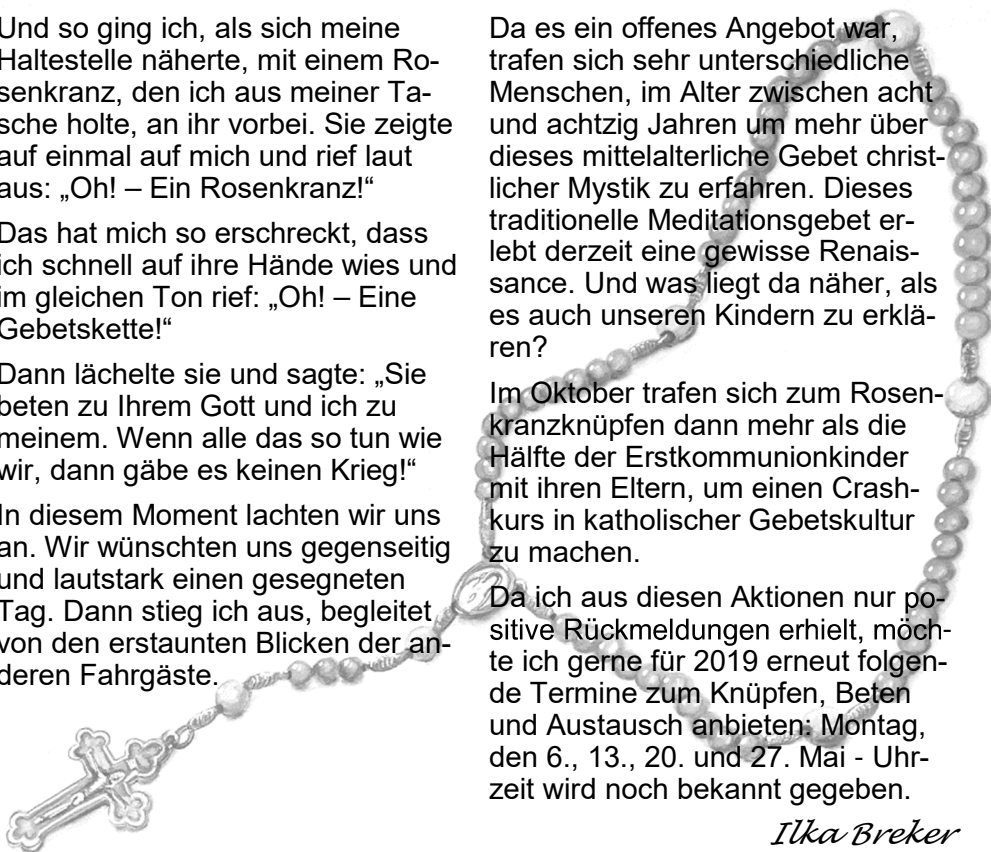 Und so ging ich, als sich meine
Haltestelle näherte, mit einem Ro-
senkranz, den ich aus meiner Ta-
sche holte, an ihr vorbei. Sie zeigte
auf einmal auf mich und rief laut
aus: „Oh! – Ein Rosenkranz!“
Das hat mich so erschreckt, dass
ich schnell auf ihre Hände wies und
im gleichen Ton rief: „Oh! – Eine
Gebetskette!“
Dann lächelte sie und sagte: „Sie
beten zu Ihrem Gott und ich zu
meinem. Wenn alle das so tun wie
wir, dann gäbe es keinen Krieg!“
In diesem Moment lachten wir uns
an. Wir wünschten uns gegenseitig
und lautstark einen gesegneten
Tag. Dann stieg ich aus, begleitet
von den erstaunten Blicken der an-
deren Fahrgäste.
Da es ein offenes Angebot war,
trafen sich sehr unterschiedliche
Menschen, im Alter zwischen acht
und achtzig Jahren um mehr über
dieses mittelalterliche Gebet christ-
licher Mystik zu erfahren. Dieses
traditionelle Meditationsgebet er-
lebt derzeit eine gewisse Renais-
sance. Und was liegt da näher, als
es auch unseren Kindern zu erklä-
ren?
Im Oktober trafen sich zum Rosen-
kranzknüpfen dann mehr als die
Hälfte der Erstkommunionkinder
mit ihren Eltern, um einen Crash-
kurs in katholischer Gebetskultur
zu machen.
Da ich aus diesen Aktionen nur po-
sitive Rückmeldungen erhielt, möch-
te ich gerne für 2019 erneut folgen-
de Termine zum Knüpfen, Beten
und Austausch anbieten: Montag,
den 6., 13., 20. und 27. Mai - Uhr-
zeit wird noch bekannt gegeben.
Ilka Breker